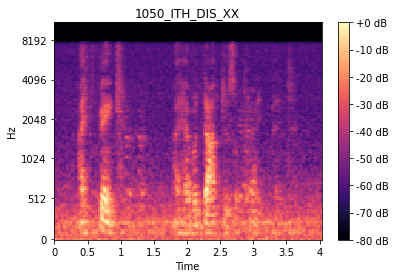 1050_ITH_DIS_XX
+0 dB
8192
-10 dB
4096
-20 dB
-30 dB
2048
Hz
-40 dB
1024
-50 dB
-60 dB
512
-70 dB
0
-80 dB
0 0.5 1 1.5 2 2.5 3 3.5 4
Time